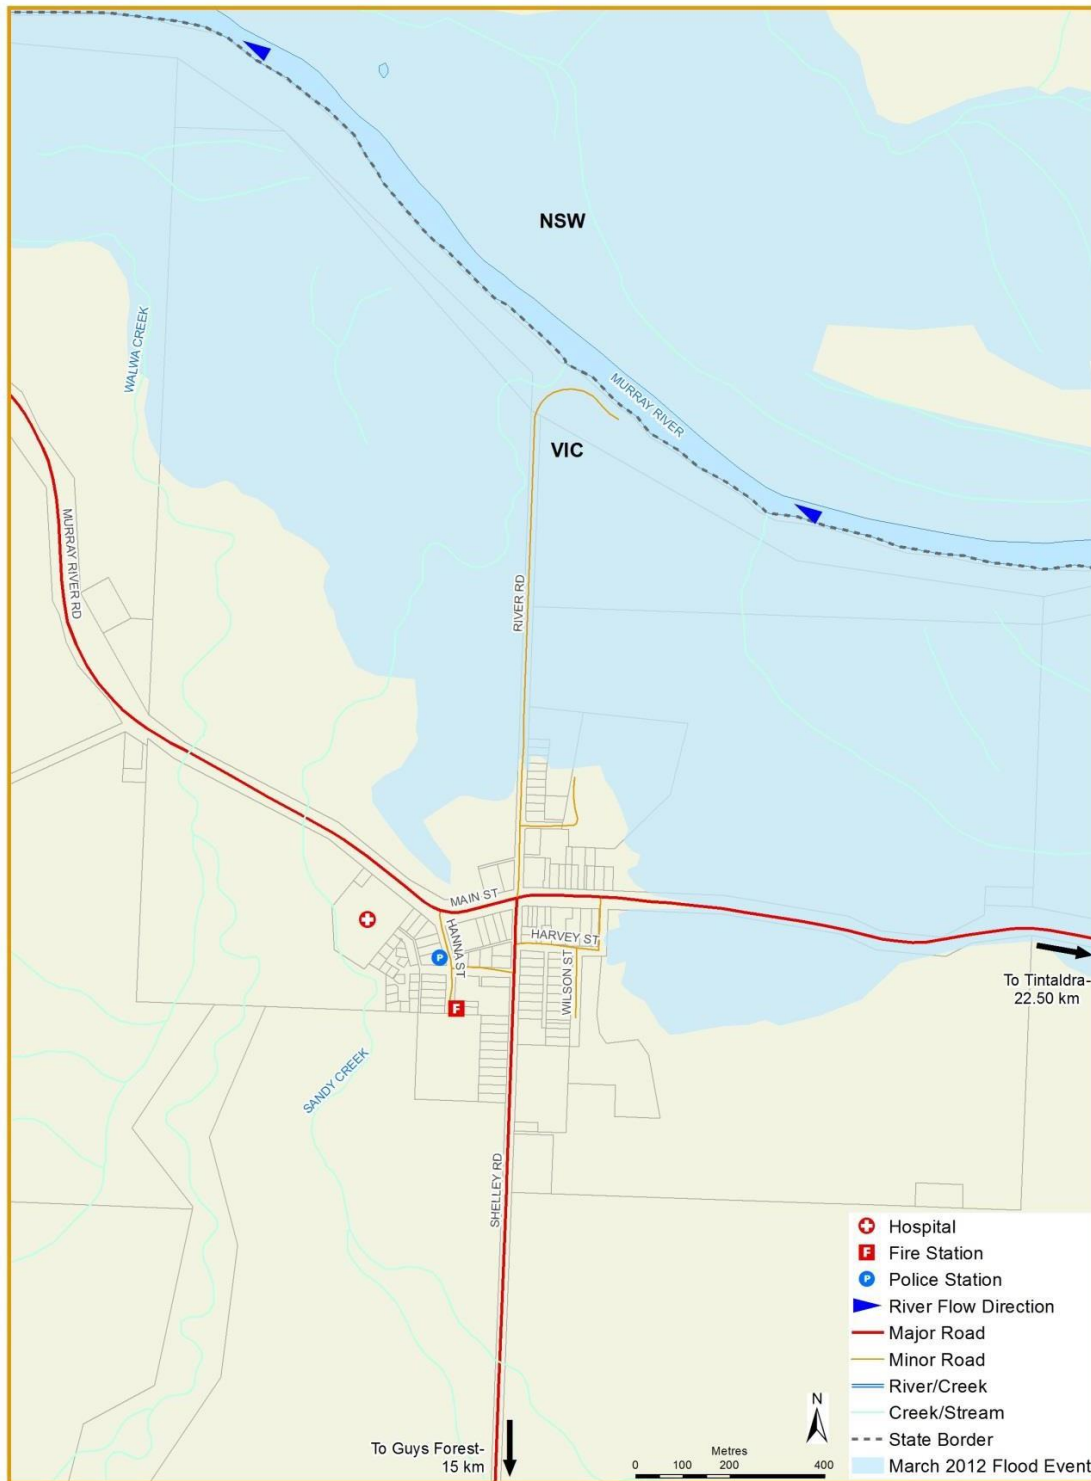 NSW
WALWA CREEK
MURRAY RIVER
VIC
MURRAY RIVER RD
RIVER RD
MAIN ST
HARVEY ST
HANNA ST
WILSON ST
P
F
To Tintaldra-
22.50 km
SANDY CREEK
SHELLEY RD
To Guys Forest-
15 km
N
Metres
0 100 200 400
Hospital
F Fire Station
P Police Station
River Flow Direction
Major Road
Minor Road
River/Creek
Creek/Stream
State Border
March 2012 Flood Event